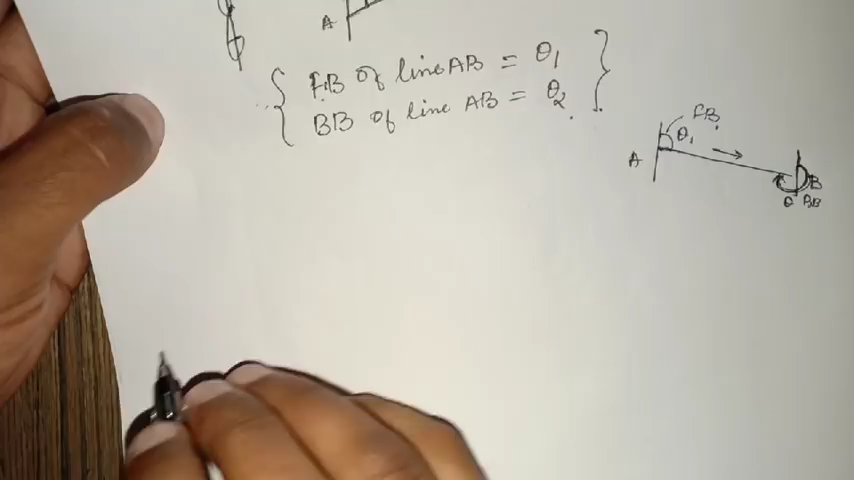 A
FB of line AB = θ1
BB of line AB = θ2
FB
A θ1
B
θ BB